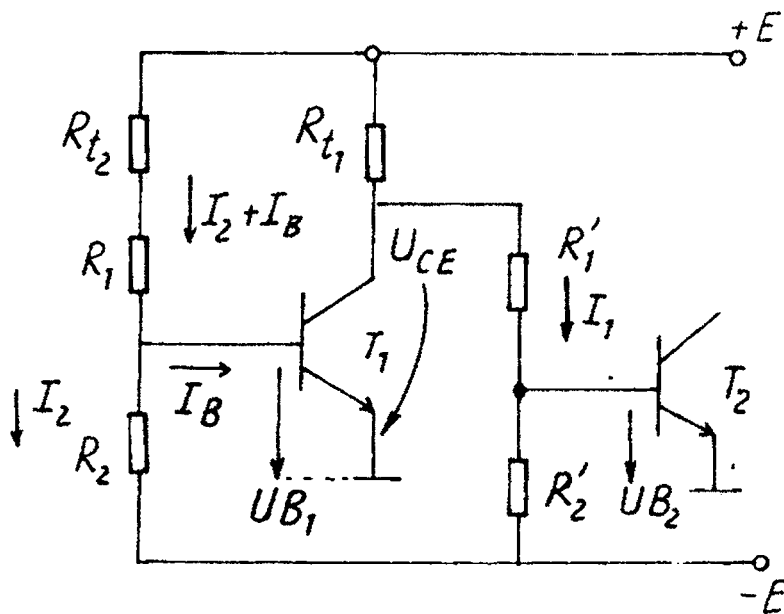 +E
Rt2
Rt1
I2+IB
R1
UCE
R1'
I1
T1
T2
I2
IB
R2
UB1
R2'
UB2
-E